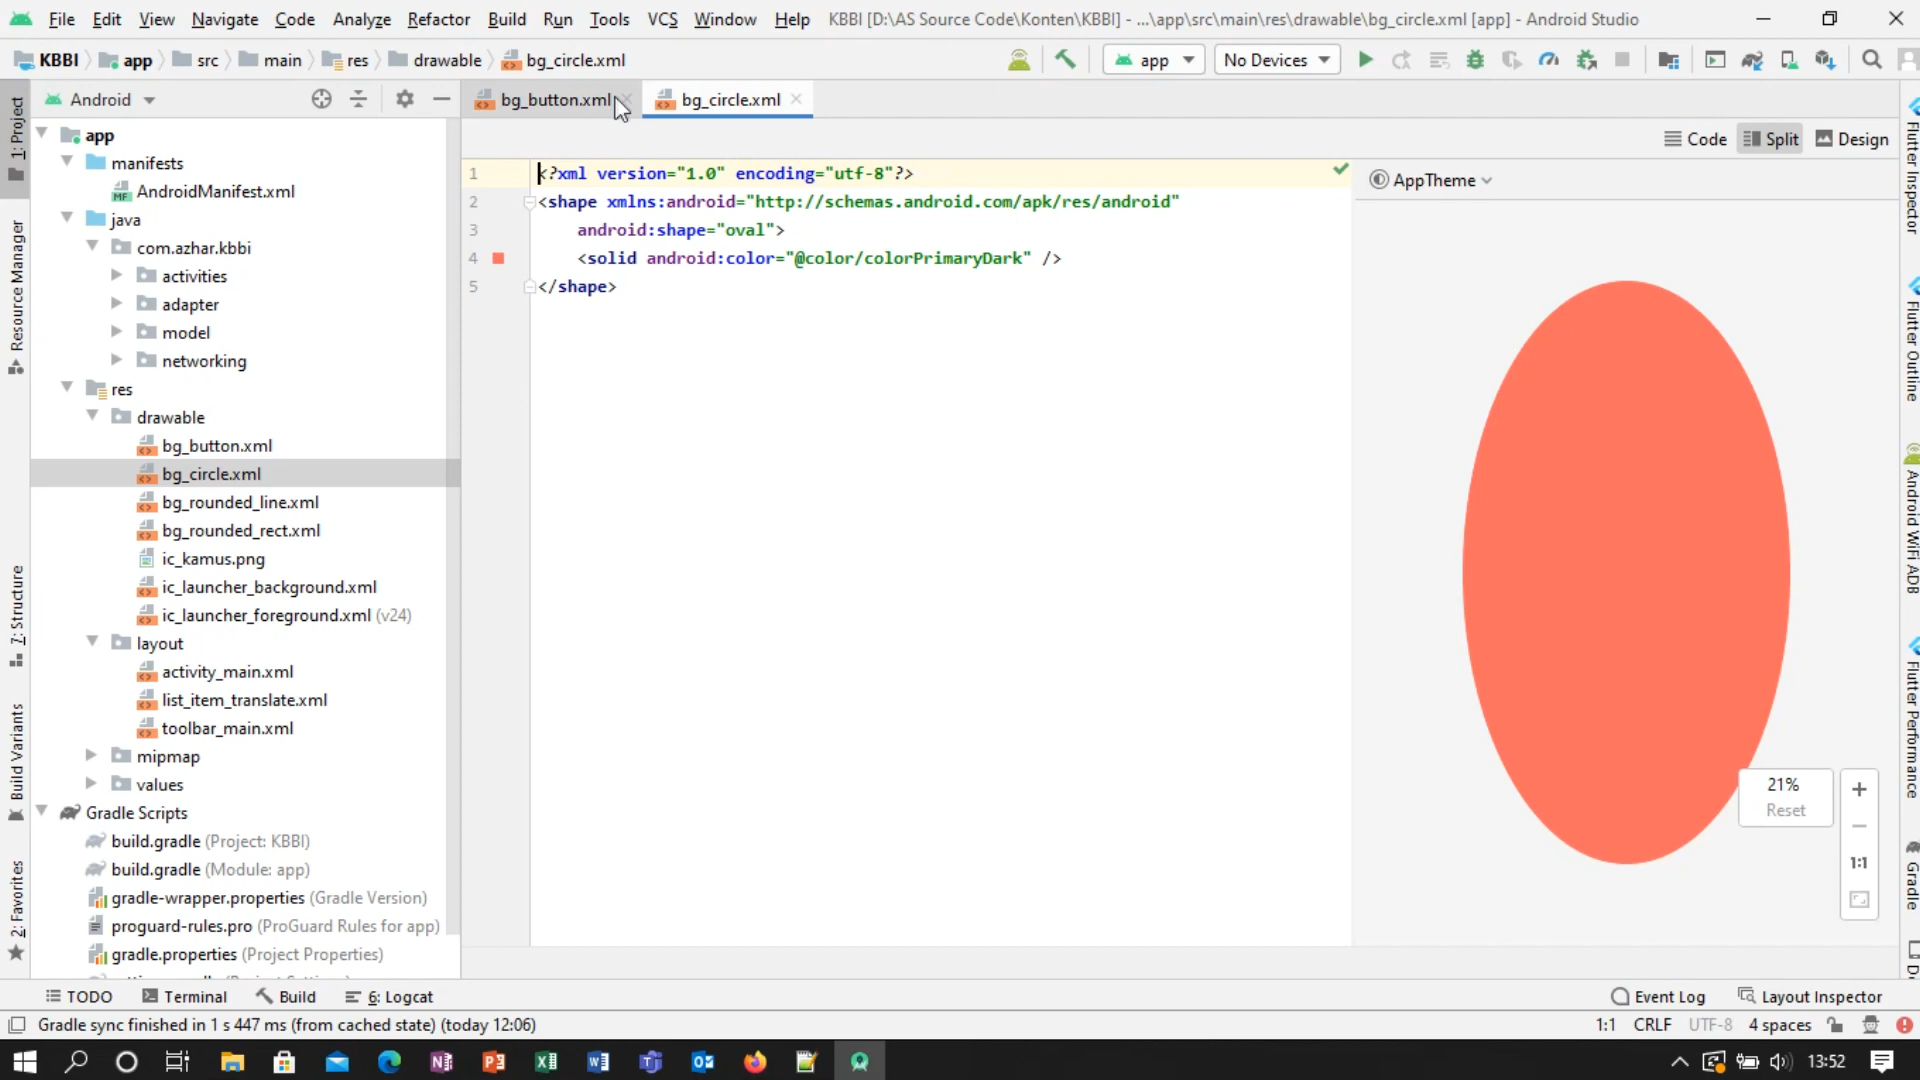 File Edit View Navigate Code Analyze Refactor Build Run Tools VCS Window Help KBBI [D:\AS Source Code\Konten\KBBI] - ...\app\src\main\res\drawable\bg_circle.xml [app] - Android Studio
KBBI app src main res drawable bg_circle.xml app No Devices
Android bg_button.xml bg_circle.xml
Code Split Design
AppTheme
1 <?xml version="1.0" encoding="utf-8"?>
2 <shape xmlns:android="http://schemas.android.com/apk/res/android"
3 android:shape="oval">
4 <solid android:color="@color/colorPrimaryDark" />
5 </shape>
app
manifests
MF AndroidManifest.xml
java
com.azhar.kbbi
activities
adapter
model
networking
res
drawable
bg_button.xml
bg_circle.xml
bg_rounded_line.xml
bg_rounded_rect.xml
ic_kamus.png
ic_launcher_background.xml
ic_launcher_foreground.xml (v24)
layout
activity_main.xml
list_item_translate.xml
toolbar_main.xml
mipmap
values
Gradle Scripts
build.gradle (Project: KBBI)
build.gradle (Module: app)
gradle-wrapper.properties (Gradle Version)
proguard-rules.pro (ProGuard Rules for app)
gradle.properties (Project Properties)
1: Project
Resource Manager
7: Structure
Build Variants
2: Favorites
21%
Reset
1:1
Flutter Inspector
Flutter Outline
Android WiFi ADB
Flutter Performance
Gradle
TODO Terminal Build 6: Logcat Event Log Layout Inspector
Gradle sync finished in 1 s 447 ms (from cached state) (today 12:06) 1:1 CRLF UTF-8 4 spaces
13:52